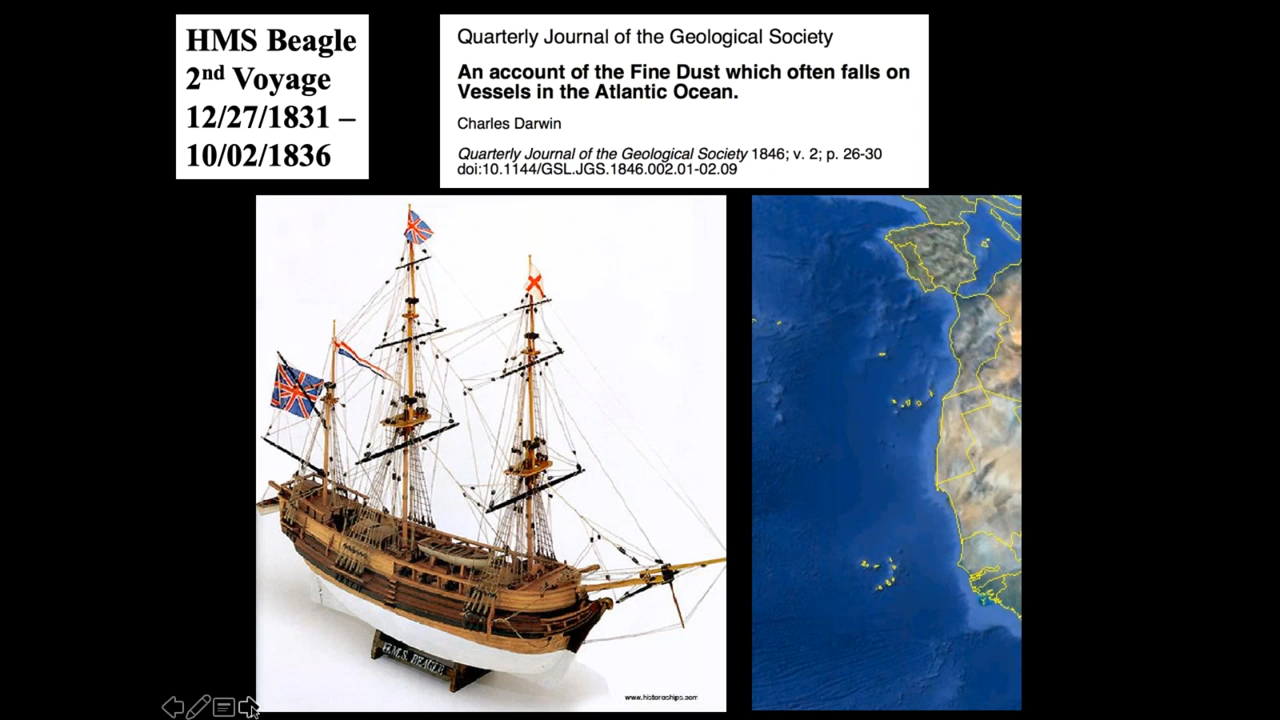 HMS Beagle
2nd Voyage
12/27/1831 –
10/02/1836
Quarterly Journal of the Geological Society
An account of the Fine Dust which often falls on
Vessels in the Atlantic Ocean.
Charles Darwin
Quarterly Journal of the Geological Society 1846; v. 2; p. 26-30
doi:10.1144/GSL.JGS.1846.002.01-02.09
H.M.S. BEAGLE
www.historicships.com